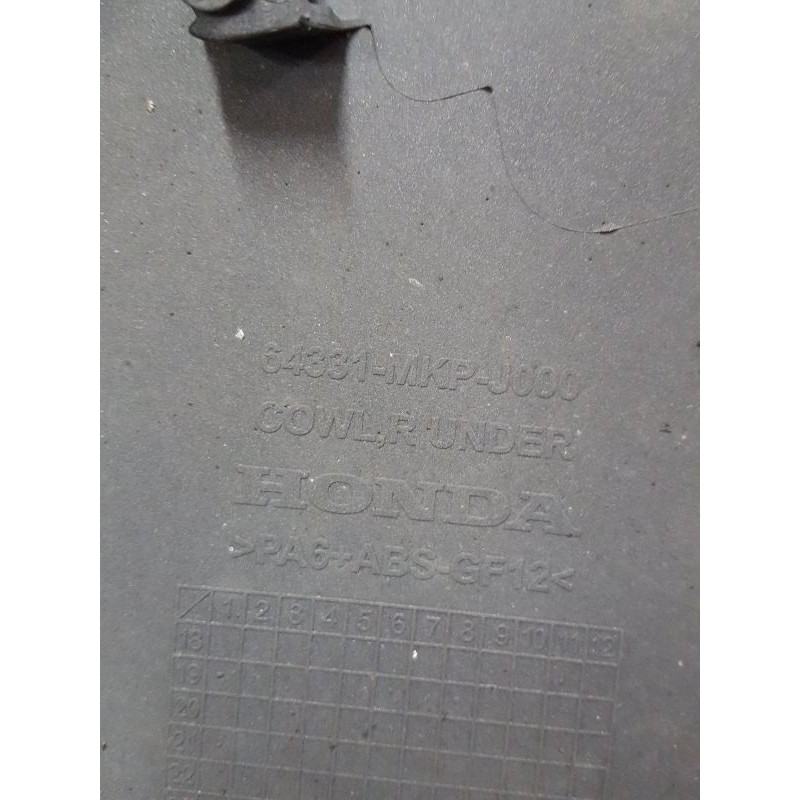 64331-MKP-J000
COWL,R UNDER
HONDA
>PA6+ABS-GF12<
1 2 3 4 5 6 7 8 9 10 11 12
18
19
20
21
22